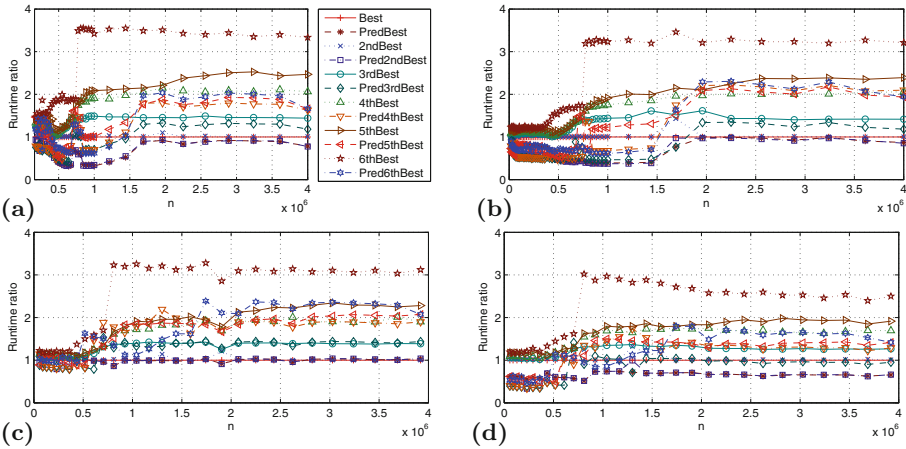 4
3
2
1
0
Runtime ratio
0.5 1 1.5 2 2.5 3 3.5 4
n
x 10^6
(a)
Best
PredBest
2ndBest
Pred2ndBest
3rdBest
Pred3rdBest
4thBest
Pred4thBest
5thBest
Pred5thBest
6thBest
Pred6thBest
4
3
2
1
0
Runtime ratio
0 0.5 1 1.5 2 2.5 3 3.5 4
n
x 10^6
(b)
4
3
2
1
0
Runtime ratio
0 0.5 1 1.5 2 2.5 3 3.5 4
n
x 10^6
(c)
4
3
2
1
0
Runtime ratio
0 0.5 1 1.5 2 2.5 3 3.5 4
n
x 10^6
(d)